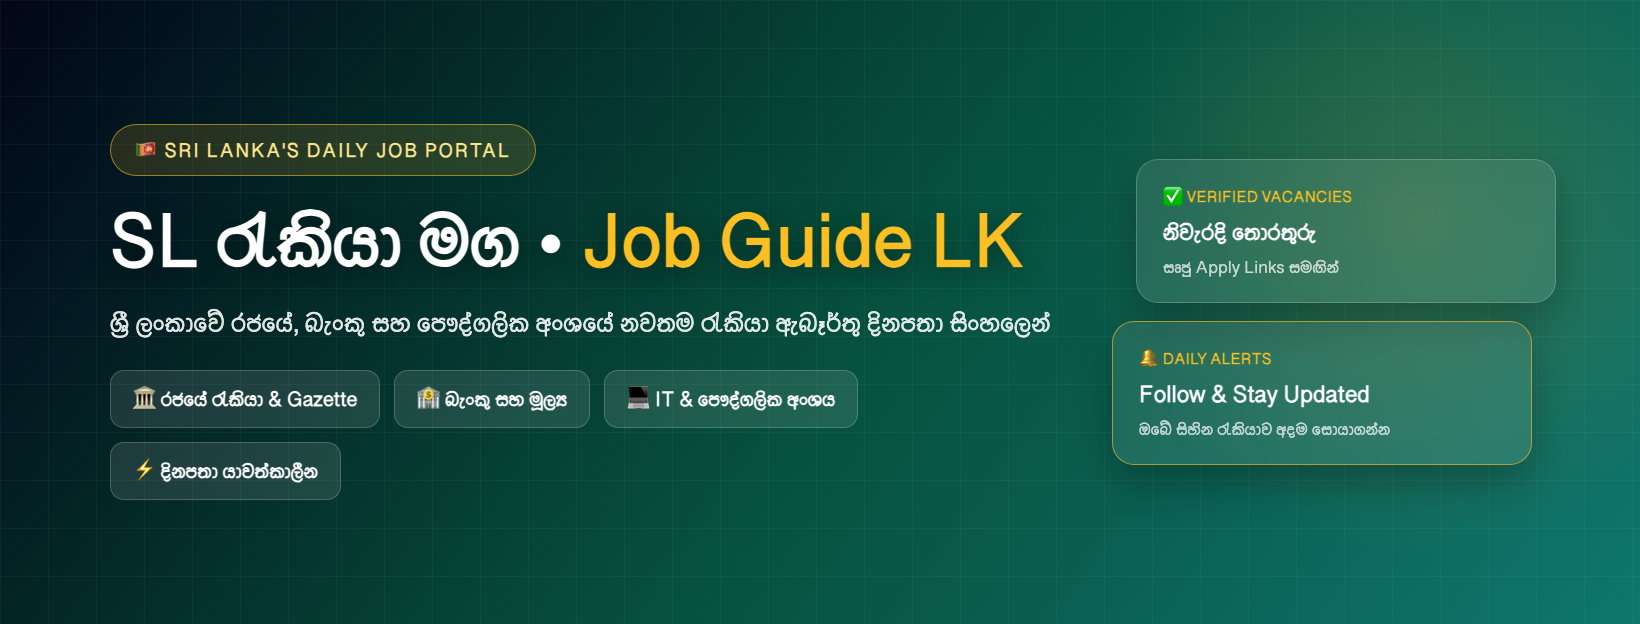 🇱🇰 SRI LANKA'S DAILY JOB PORTAL
SL රැකියා මග • Job Guide LK
ශ්‍රී ලංකාවේ රජයේ, බැංකු සහ පෞද්ගලික අංශයේ නවතම රැකියා ඇබෑර්තු දිනපතා සිංහලෙන්
🏛️ රජයේ රැකියා & Gazette
🏦 බැංකු සහ මූල්‍ය
💻 IT & පෞද්ගලික අංශය
⚡ දිනපතා යාවත්කාලීන
✅ VERIFIED VACANCIES
නිවැරදි තොරතුරු
සෘජු Apply Links සමඟින්
🔔 DAILY ALERTS
Follow & Stay Updated
ඔබේ සිහින රැකියාව අදම සොයාගන්න